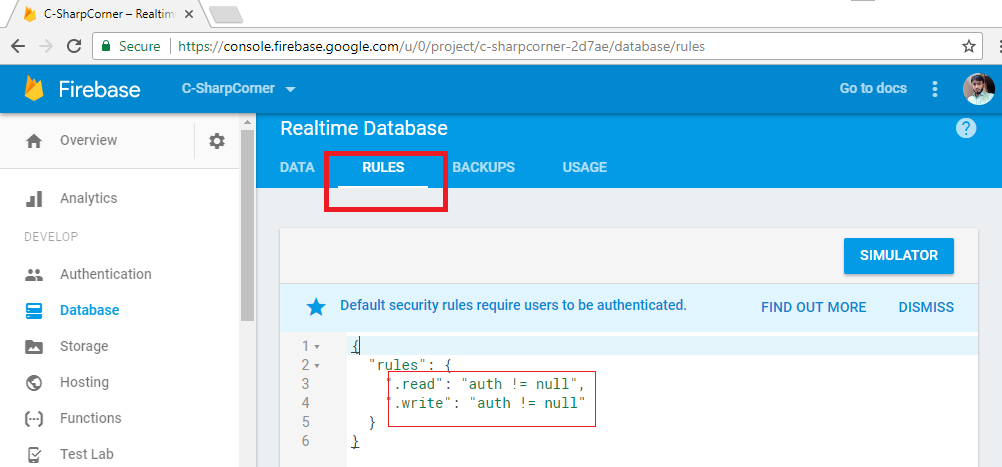 C-SharpCorner – Realtim
Secure https://console.firebase.google.com/u/0/project/c-sharpcorner-2d7ae/database/rules
Firebase C-SharpCorner Go to docs
Overview
Realtime Database ?
DATA RULES BACKUPS USAGE
Analytics
DEVELOP
Authentication
Database
Storage
Hosting
Functions
Test Lab
SIMULATOR
Default security rules require users to be authenticated. FIND OUT MORE DISMISS
1 {
2 "rules": {
3 ".read": "auth != null",
4 ".write": "auth != null"
5 }
6 }